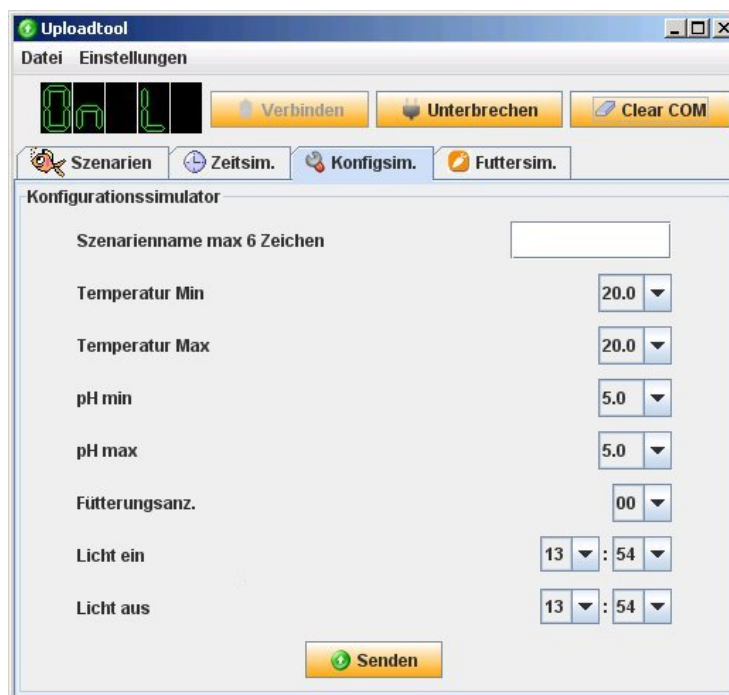 Uploadtool
Datei Einstellungen
On L Verbinden Unterbrechen Clear COM
Szenarien Zeitsim. Konfigsim. Futtersim.
Konfigurationssimulator
Szenarienname max 6 Zeichen
Temperatur Min 20.0
Temperatur Max 20.0
pH min 5.0
pH max 5.0
Fütterungsanz. 00
Licht ein 13 : 54
Licht aus 13 : 54
Senden